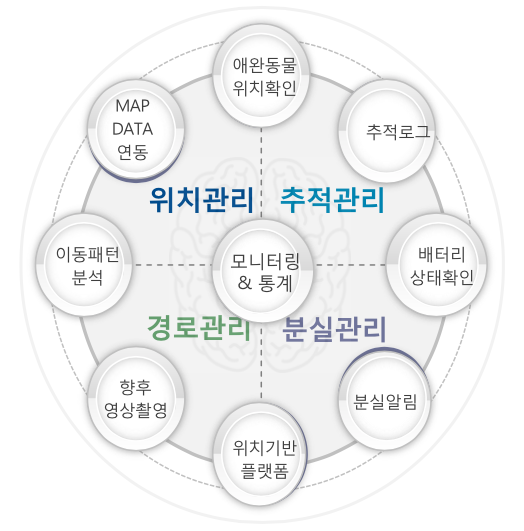 애완동물
위치확인
MAP
DATA
연동
추적로그
위치관리
추적관리
이동패턴
분석
모니터링
& 통계
배터리
상태확인
경로관리
분실관리
향후
영상촬영
분실알림
위치기반
플랫폼